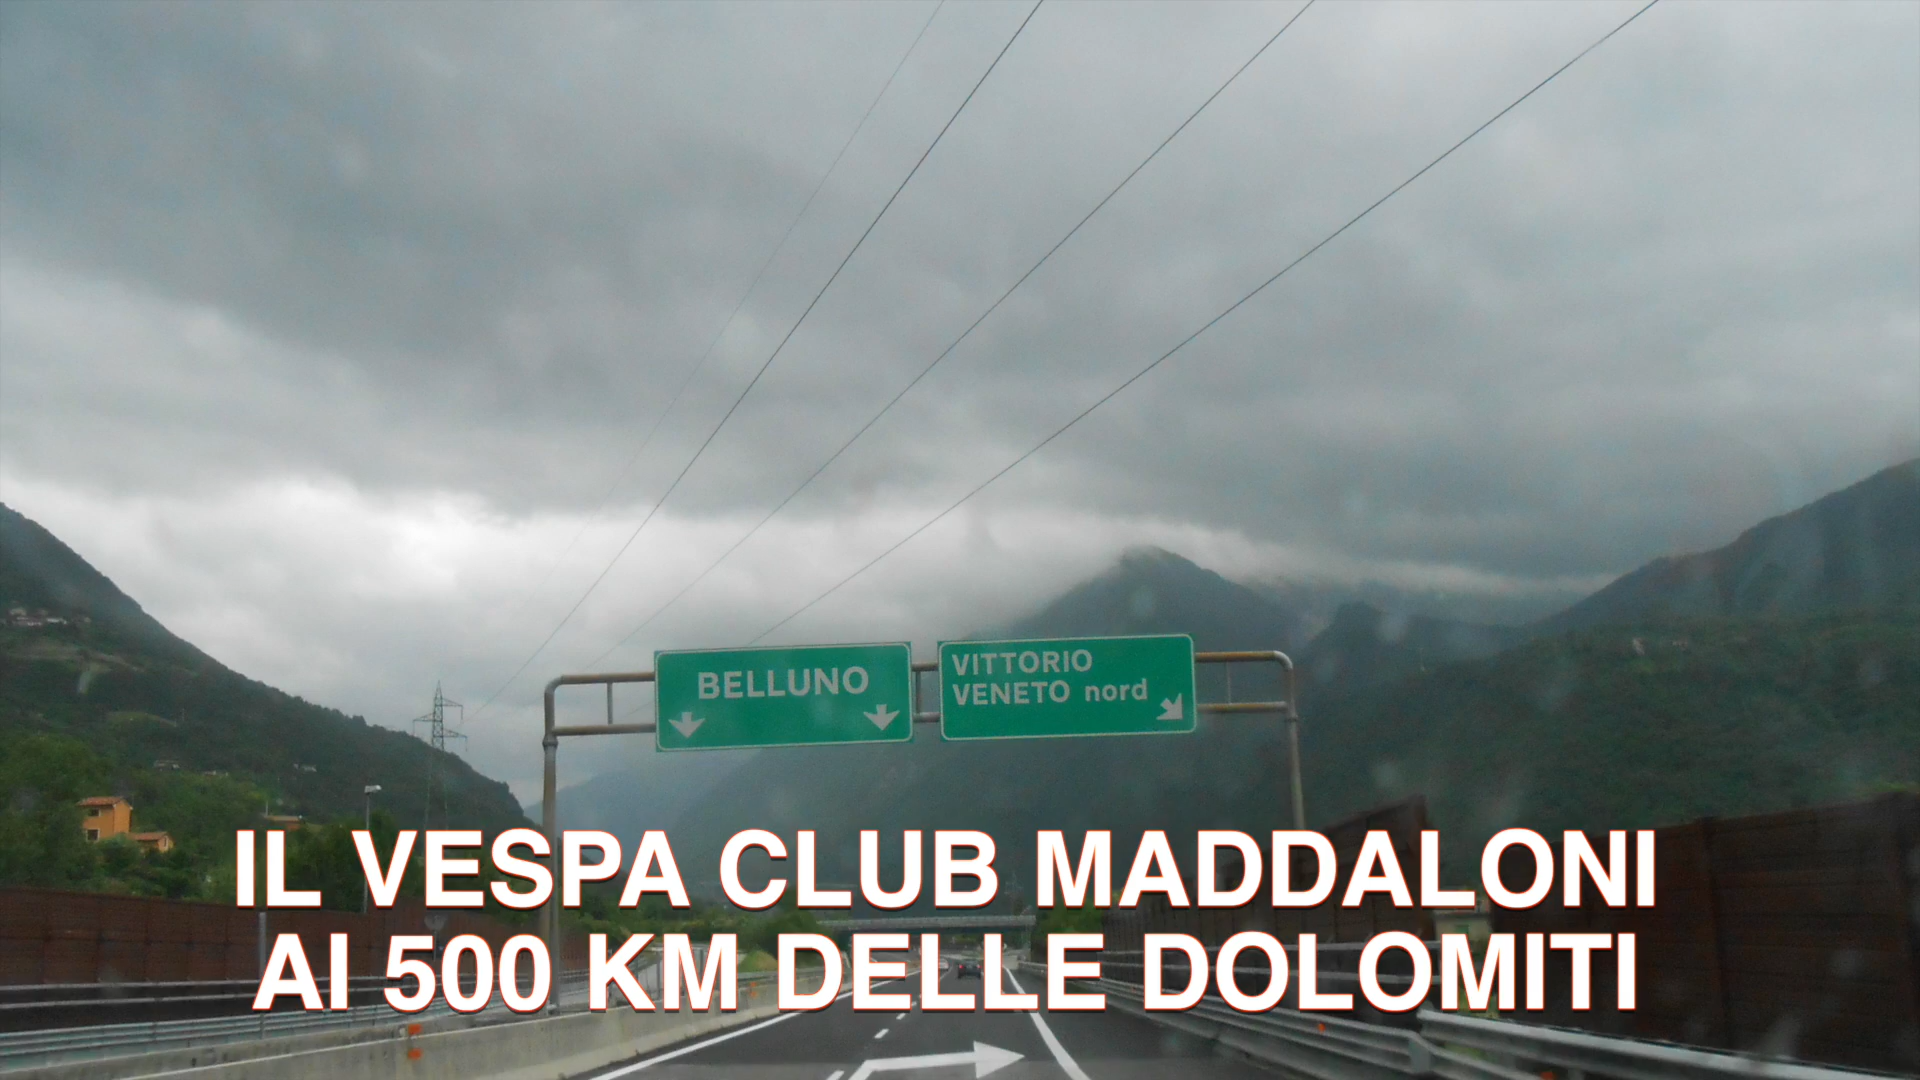 BELLUNO
VITTORIO
VENETO nord
IL VESPA CLUB MADDALONI
AI 500 KM DELLE DOLOMITI